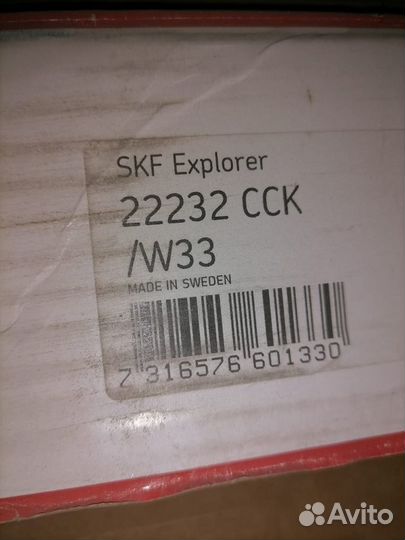 SKF Explorer
22232 CCK
/W33
MADE IN SWEDEN
7 316576 601330
Avito